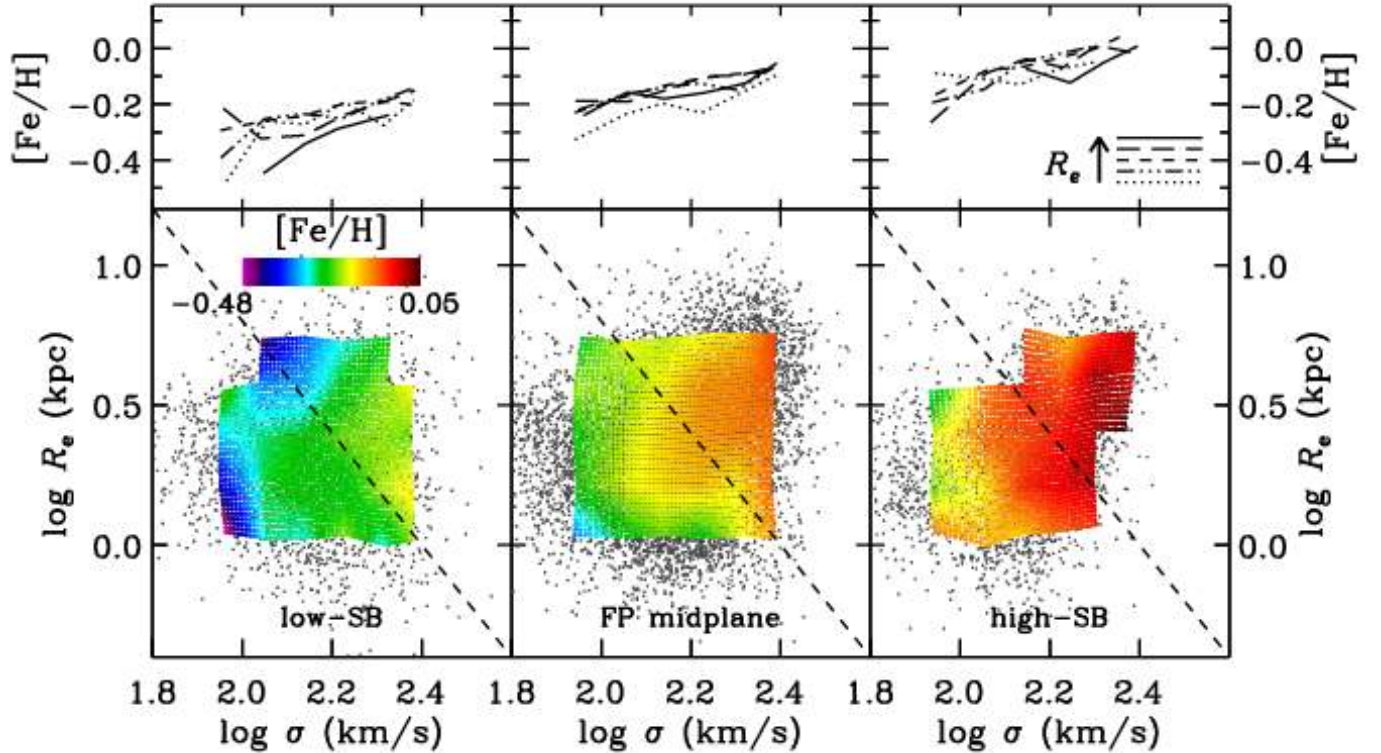 0.0
−0.2
−0.4
[Fe/H]
0.0
−0.2
−0.4
[Fe/H]
R_e
[Fe/H]
−0.48 0.05
1.0
0.5
0.0
log R_e (kpc)
1.0
0.5
0.0
log R_e (kpc)
low−SB FP midplane high−SB
1.8 2.0 2.2 2.4 1.8 2.0 2.2 2.4 1.8 2.0 2.2 2.4
log σ (km/s) log σ (km/s) log σ (km/s)